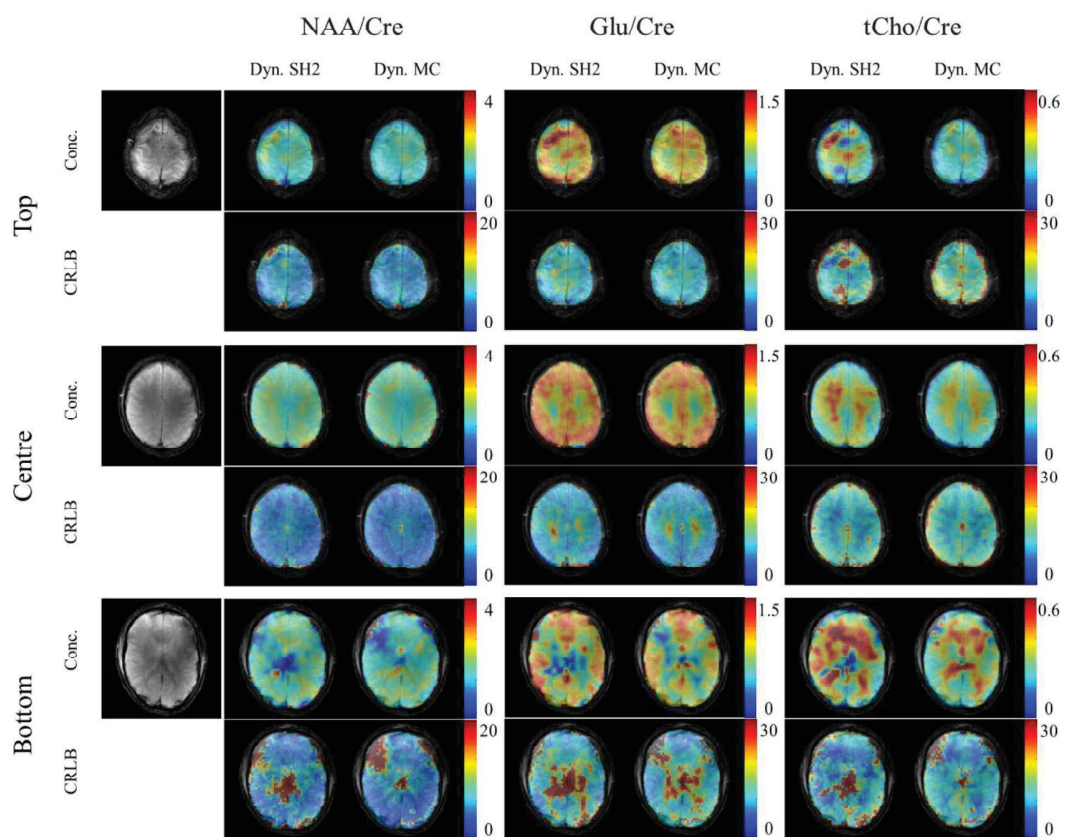 NAA/Cre Glu/Cre tCho/Cre
Dyn. SH2 Dyn. MC Dyn. SH2 Dyn. MC Dyn. SH2 Dyn. MC
Top
Conc.
4 1.5 0.6
0 0 0
CRLB
20 30 30
0 0 0
Centre
Conc.
4 1.5 0.6
0 0 0
CRLB
20 30 30
0 0 0
Bottom
Conc.
4 1.5 0.6
0 0 0
CRLB
20 30 30
0 0 0